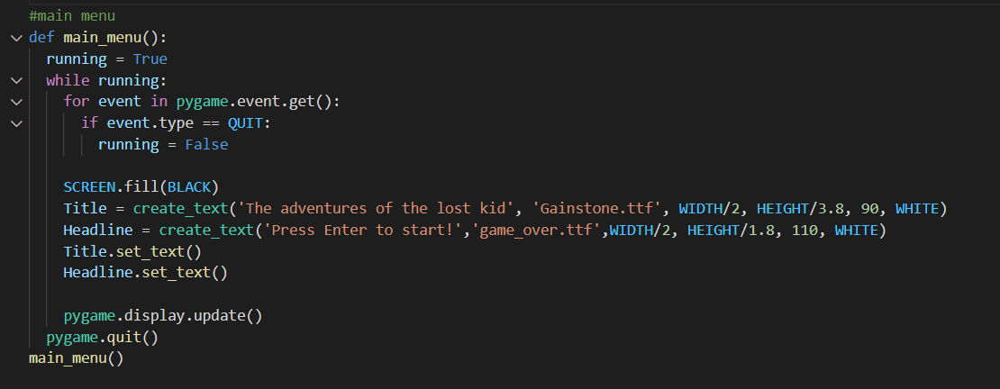 #main menu
def main_menu():
  running = True
  while running:
    for event in pygame.event.get():
      if event.type == QUIT:
        running = False
    SCREEN.fill(BLACK)
    Title = create_text('The adventures of the lost kid', 'Gainstone.ttf', WIDTH/2, HEIGHT/3.8, 90, WHITE)
    Headline = create_text('Press Enter to start!','game_over.ttf',WIDTH/2, HEIGHT/1.8, 110, WHITE)
    Title.set_text()
    Headline.set_text()
    pygame.display.update()
  pygame.quit()
main_menu()